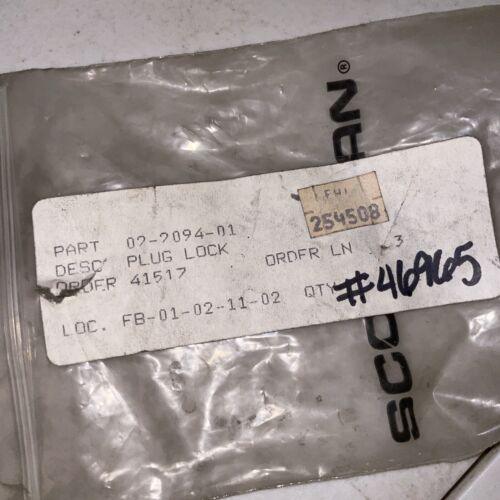 FWI
254508
PART 02-2094-01
DESC PLUG LOCK
ORDER 41517 ORDER LN 3
LOC. FB-01-02-11-02 QTY
#46965
®